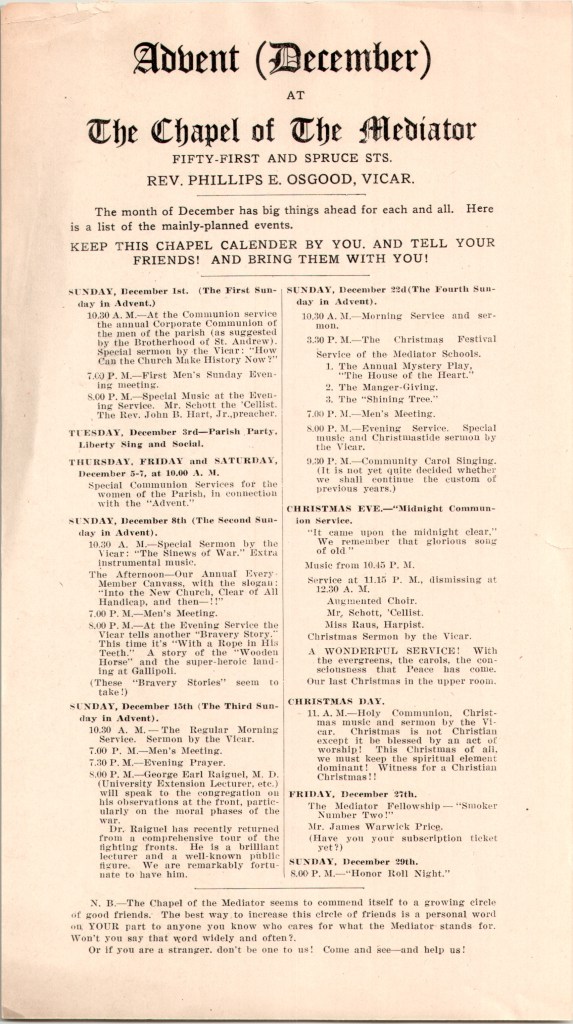 Advent (December)
AT
The Chapel of The Mediator
FIFTY-FIRST AND SPRUCE STS.
REV. PHILLIPS E. OSGOOD, VICAR.
The month of December has big things ahead for each and all. Here
is a list of the mainly-planned events.
KEEP THIS CHAPEL CALENDER BY YOU. AND TELL YOUR
FRIENDS! AND BRING THEM WITH YOU!
SUNDAY, December 1st. (The First Sun-
day in Advent.)
10.30 A. M.—At the Communion service
the annual Corporate Communion of
the men of the parish (as suggested
by the Brotherhood of St. Andrew).
Special sermon by the Vicar: "How
Can the Church Make History Now?"
7.00 P. M.—First Men's Sunday Even-
ing meeting.
8.00 P. M.—Special Music at the Even-
ing Service. Mr. Schott the 'Cellist.
The Rev. John B. Hart, Jr.,preacher.
TUESDAY, December 3rd—Parish Party.
Liberty Sing and Social.
THURSDAY, FRIDAY and SATURDAY,
December 5-7, at 10.00 A. M.
Special Communion Services for the
women of the Parish, in connection
with the "Advent."
SUNDAY, December 8th (The Second Sun-
day in Advent).
10.30 A. M.—Special Sermon by the
Vicar: "The Sinews of War." Extra
instrumental music.
The Afternoon—Our Annual Every-
Member Canvass, with the slogan:
"Into the New Church, Clear of All
Handicap, and then—!!"
7.00 P. M.—Men's Meeting.
8.00 P. M.—At the Evening Service the
Vicar tells another "Bravery Story."
This time it's "With a Rope in His
Teeth." A story of the "Wooden
Horse" and the super-heroic land-
ing at Gallipoli.
(These "Bravery Stories" seem to
take!)
SUNDAY, December 15th (The Third Sun-
day in Advent).
10.30 A. M.—The Regular Morning
Service. Sermon by the Vicar.
7.00 P. M.—Men's Meeting.
7.30 P. M.—Evening Prayer.
8.00 P. M.—George Earl Raiguel, M. D.
(University Extension Lecturer, etc.)
will speak to the congregation on
his observations at the front, partic-
ularly on the moral phases of the
war.
Dr. Raiguel has recently returned
from a comprehensive tour of the
fighting fronts. He is a brilliant
lecturer and a well-known public
figure. We are remarkably fortu-
nate to have him.
SUNDAY, December 22d(The Fourth Sun-
day in Advent).
10.30 A. M.—Morning Service and ser-
mon.
3.30 P. M.—The Christmas Festival
Service of the Mediator Schools.
1. The Annual Mystery Play,
"The House of the Heart."
2. The Manger-Giving.
3. The "Shining Tree."
7.00 P. M.—Men's Meeting.
8.00 P. M.—Evening Service. Special
music and Christmastide sermon by
the Vicar.
9.30 P. M.—Community Carol Singing.
(It is not yet quite decided whether
we shall continue the custom of
previous years.)
CHRISTMAS EVE.—"Midnight Commun-
ion Service.
"It came upon the midnight clear,"
We remember that glorious song
of old"
Music from 10.45 P. M.
Service at 11.15 P. M., dismissing at
12.30 A. M.
Augmented Choir.
Mr, Schott, 'Cellist.
Miss Raus, Harpist.
Christmas Sermon by the Vicar.
A WONDERFUL SERVICE! With
the evergreens, the carols, the con-
sciousness that Peace has come.
Our last Christmas in the upper room.
CHRISTMAS DAY.
11. A. M.—Holy Communion, Christ-
mas music and sermon by the Vi-
car. Christmas is not Christian
except it be blessed by an act of
worship! This Christmas of all,
we must keep the spiritual element
dominant! Witness for a Christian
Christmas!!
FRIDAY, December 27th.
The Mediator Fellowship—"Smoker
Number Two!"
Mr. James Warwick Price.
(Have you your subscription ticket
yet?)
SUNDAY, December 29th.
8.00 P. M.—"Honor Roll Night."
N. B.—The Chapel of the Mediator seems to commend itself to a growing circle
of good friends. The best way to increase this circle of friends is a personal word
on YOUR part to anyone you know who cares for what the Mediator stands for.
Won't you say that word widely and often?.
Or if you are a stranger. don't be one to us! Come and see—and help us!